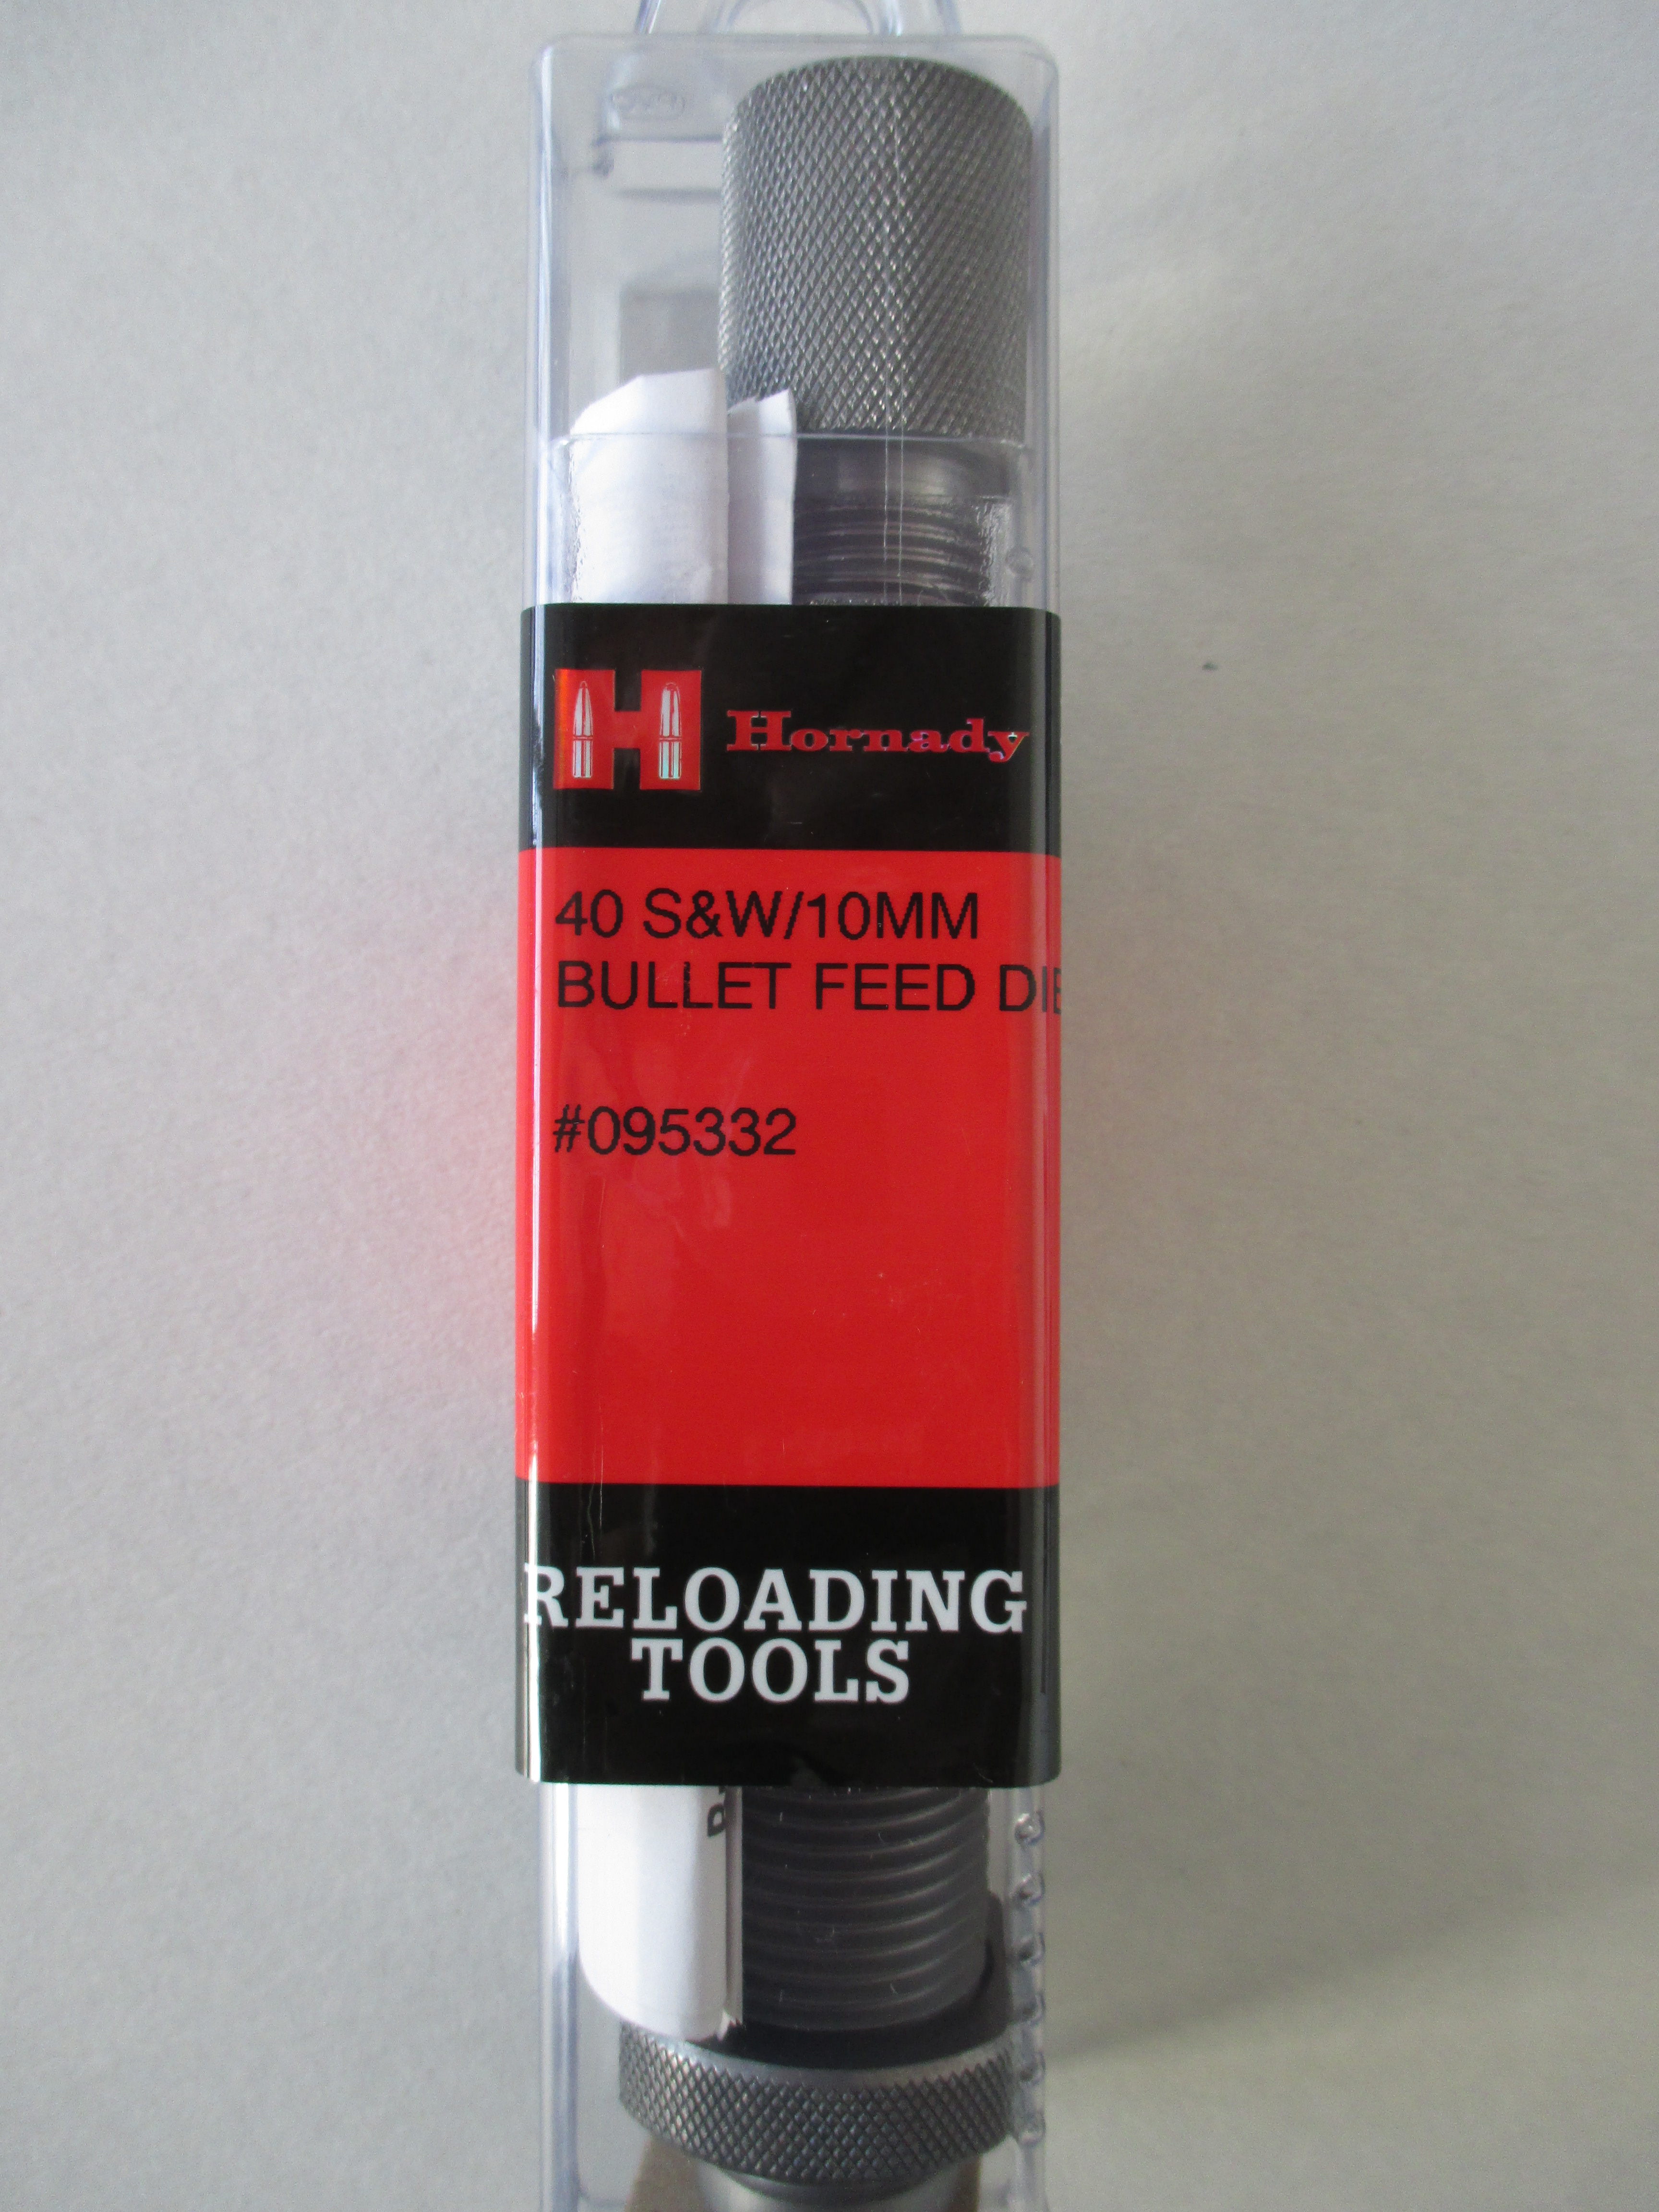 Hornady
40 S&W/10MM
BULLET FEED DIE
#095332
RELOADING
TOOLS